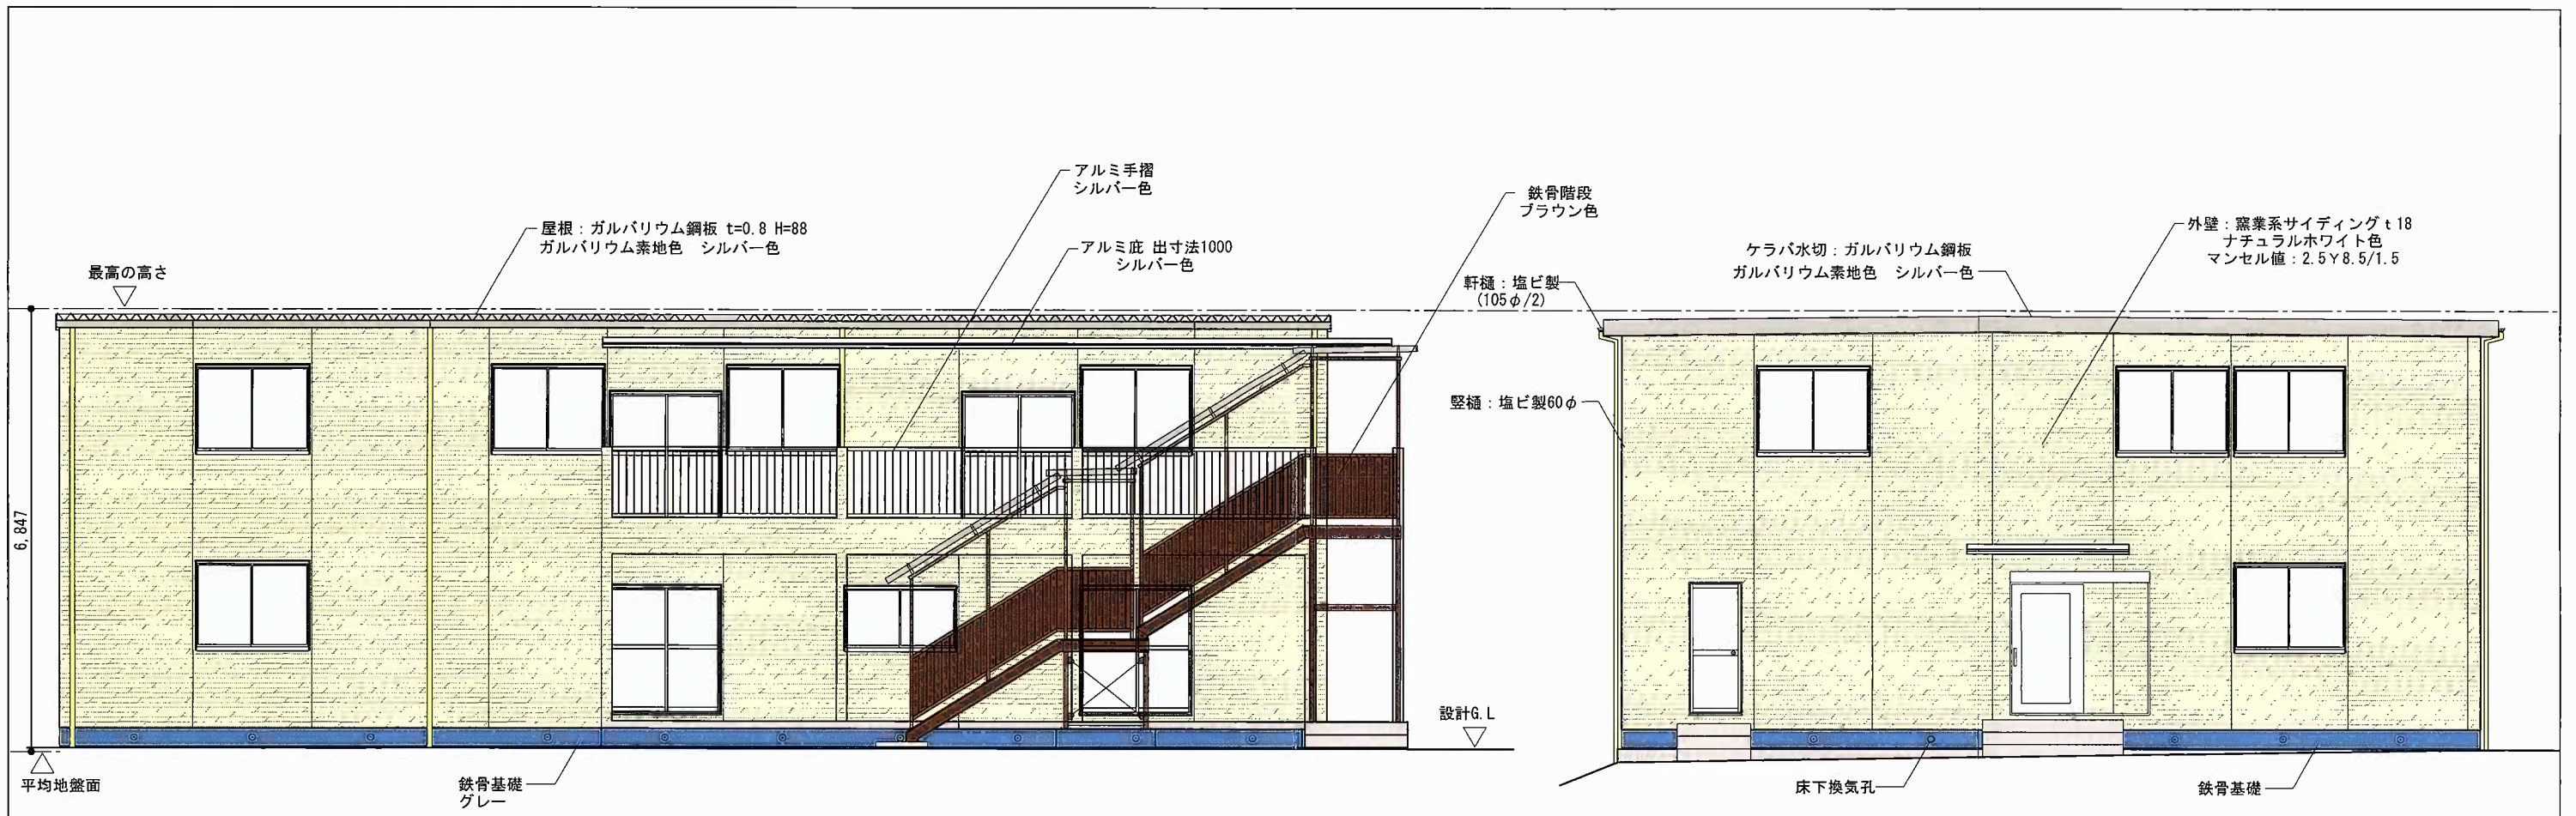 アルミ手摺
シルバー色
鉄骨階段
ブラウン色
屋根：ガルバリウム鋼板 t=0.8 H=88
ガルバリウム素地色　シルバー色
アルミ庇 出寸法1000
シルバー色
外壁：窯業系サイディングｔ18
ナチュラルホワイト色
マンセル値：2.5Y8.5/1.5
ケラバ水切：ガルバリウム鋼板
ガルバリウム素地色　シルバー色
最高の高さ
軒樋：塩ビ製
(105φ/2)
竪樋：塩ビ製60φ
6,847
設計G.L
平均地盤面
鉄骨基礎
グレー
床下換気孔
鉄骨基礎